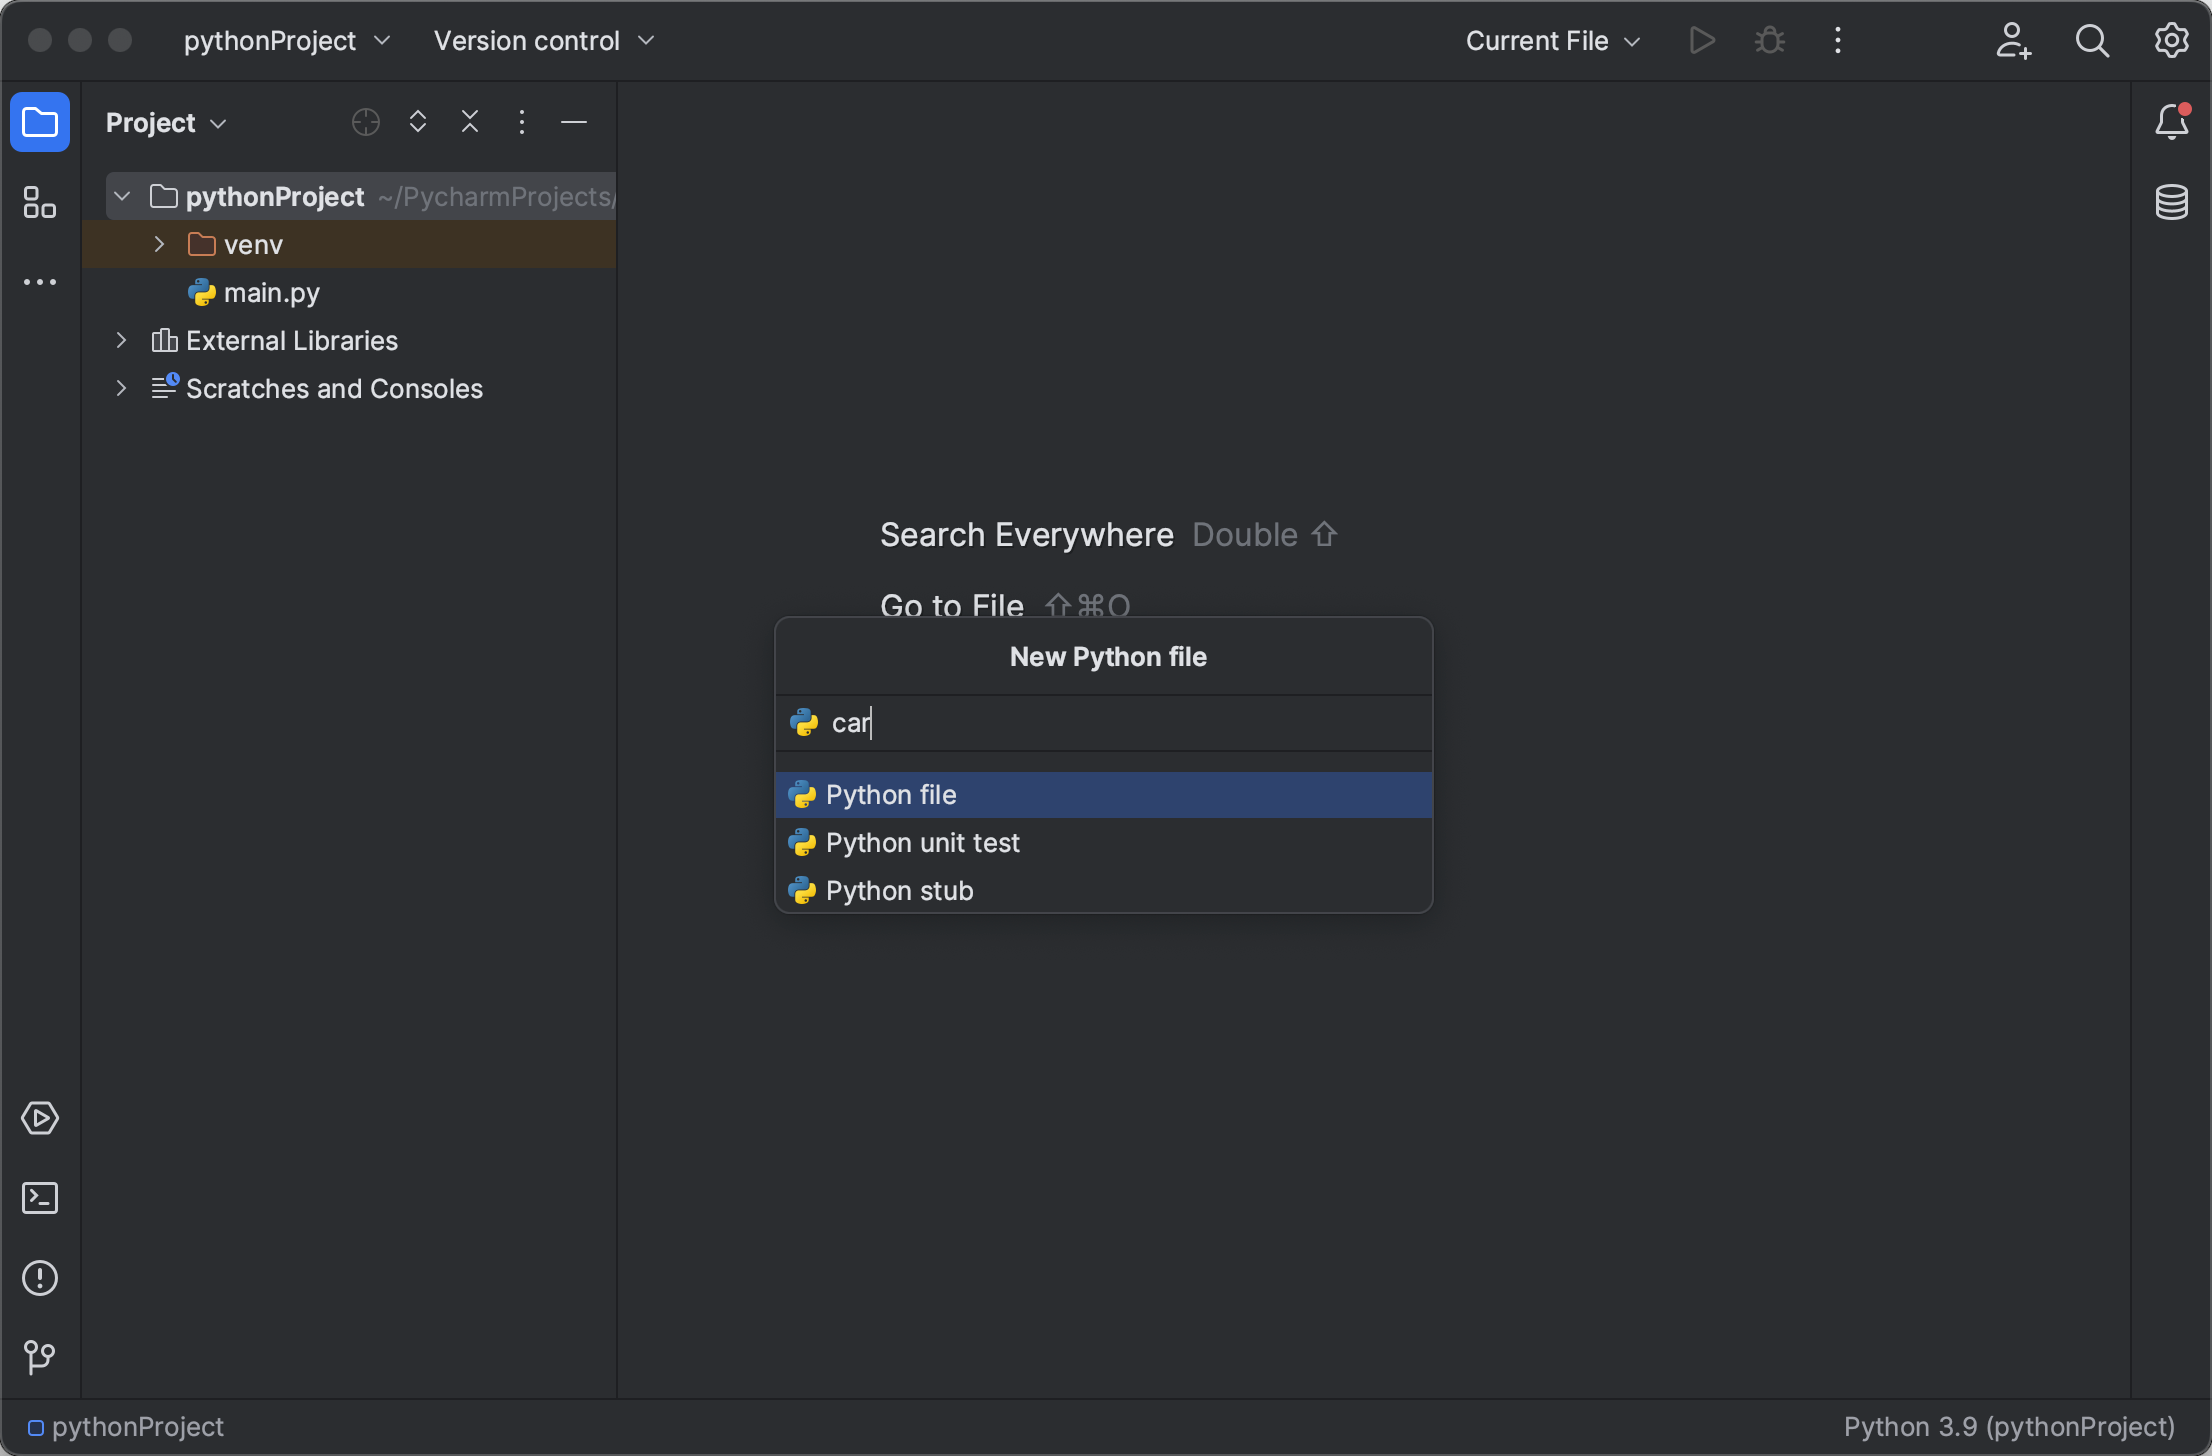 pythonProject
Version control
Current File
Project
pythonProject ~/PycharmProjects/
venv
main.py
External Libraries
Scratches and Consoles
Search Everywhere Double ⇧
Go to File ⇧⌘O
New Python file
car
Python file
Python unit test
Python stub
pythonProject
Python 3.9 (pythonProject)